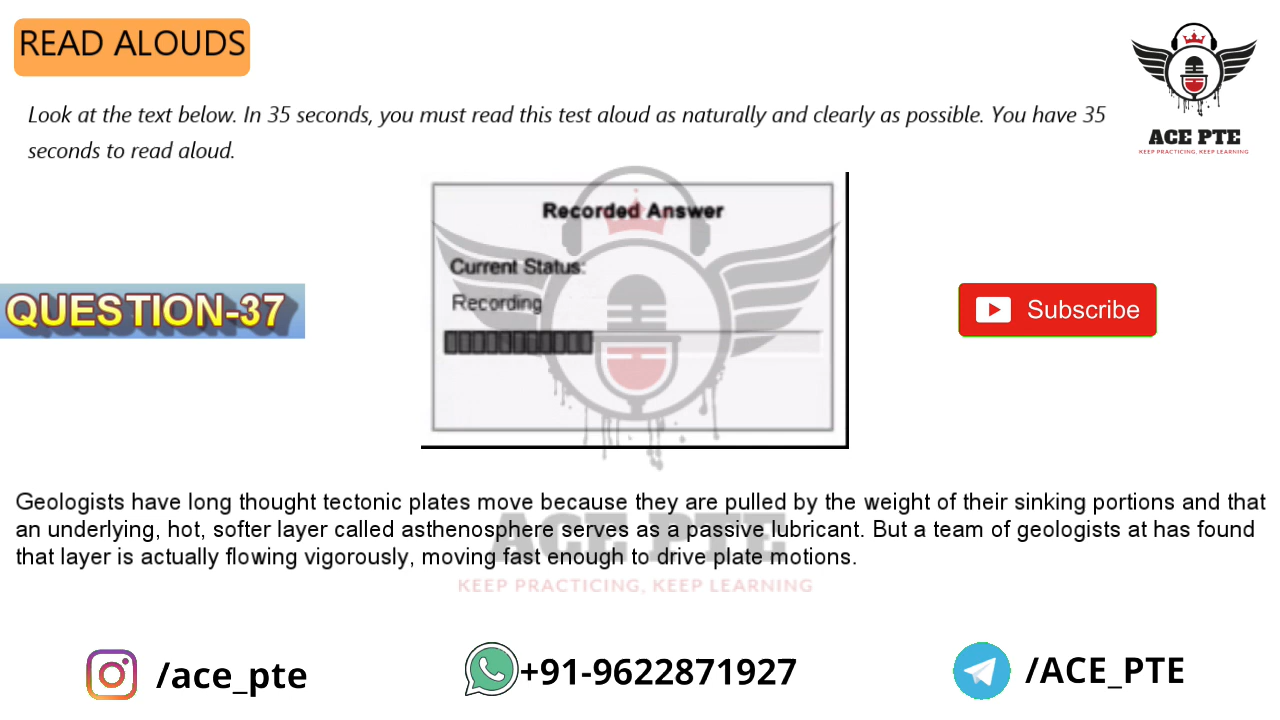 READ ALOUDS
Look at the text below. In 35 seconds, you must read this test aloud as naturally and clearly as possible. You have 35
seconds to read aloud.
ACE PTE
KEEP PRACTICING, KEEP LEARNING
Recorded Answer
Current Status:
Recording
QUESTION-37
Subscribe
Geologists have long thought tectonic plates move because they are pulled by the weight of their sinking portions and that
an underlying, hot, softer layer called asthenosphere serves as a passive lubricant. But a team of geologists at has found
that layer is actually flowing vigorously, moving fast enough to drive plate motions.
ACE PTE
KEEP PRACTICING, KEEP LEARNING
/ace_pte
+91-9622871927
/ACE_PTE